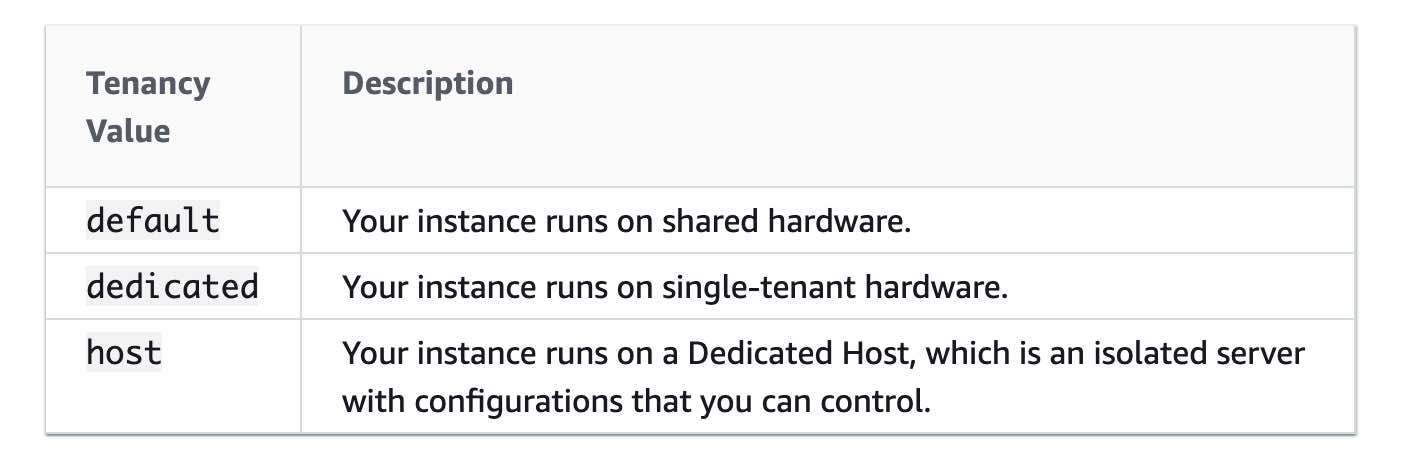 Tenancy
Value
Description
default
Your instance runs on shared hardware.
dedicated
Your instance runs on single-tenant hardware.
host
Your instance runs on a Dedicated Host, which is an isolated server
with configurations that you can control.